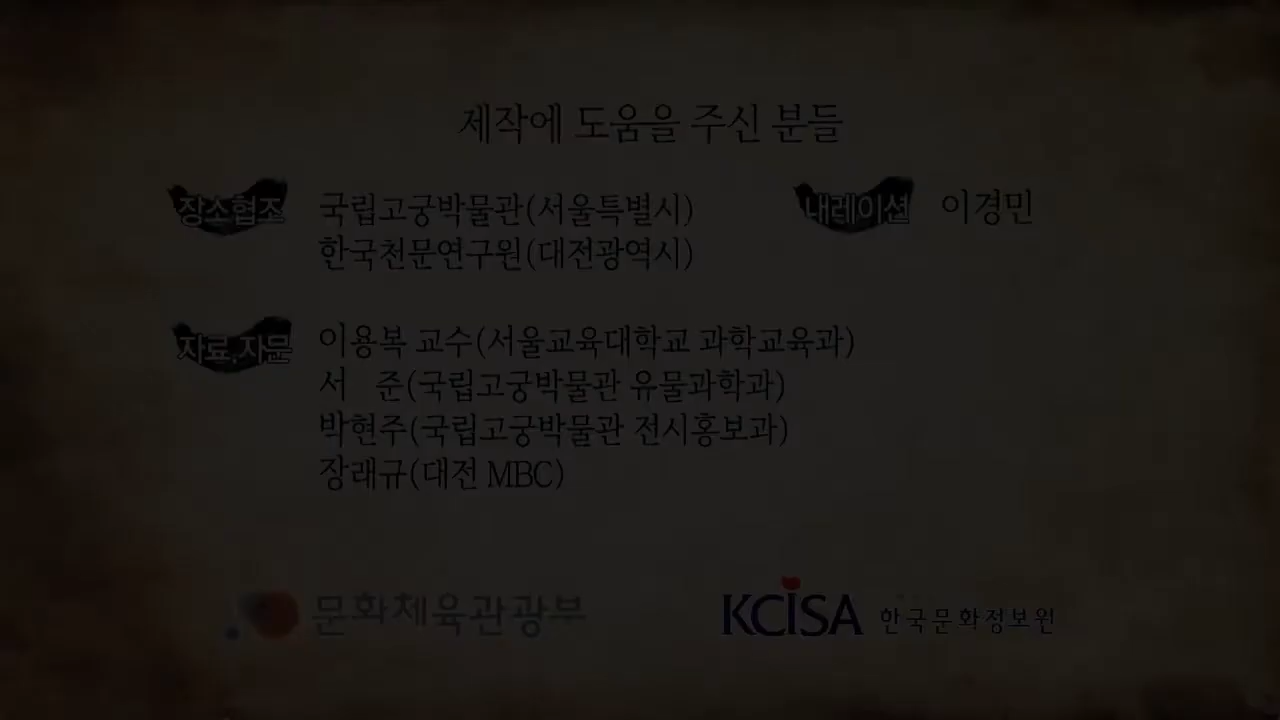 제작에 도움을 주신 분들
장소협조 국립고궁박물관(서울특별시)
한국천문연구원(대전광역시)
내레이션 이경민
자료,자문 이용복 교수(서울교육대학교 과학교육과)
서 준(국립고궁박물관 유물과학과)
박현주(국립고궁박물관 전시홍보과)
장래규(대전 MBC)
문화체육관광부
KCISA 한국문화정보원